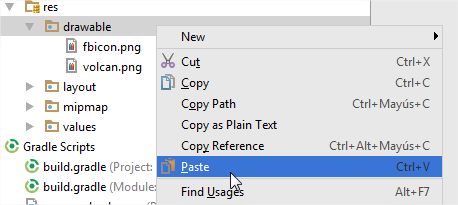 res
drawable
fbicon.png
volcan.png
layout
mipmap
values
Gradle Scripts
build.gradle (Project:
build.gradle (Module:
New
Cut Ctrl+X
Copy Ctrl+C
Copy Path Ctrl+Mayús+C
Copy as Plain Text
Copy Reference Ctrl+Alt+Mayús+C
Paste Ctrl+V
Find Usages Alt+F7